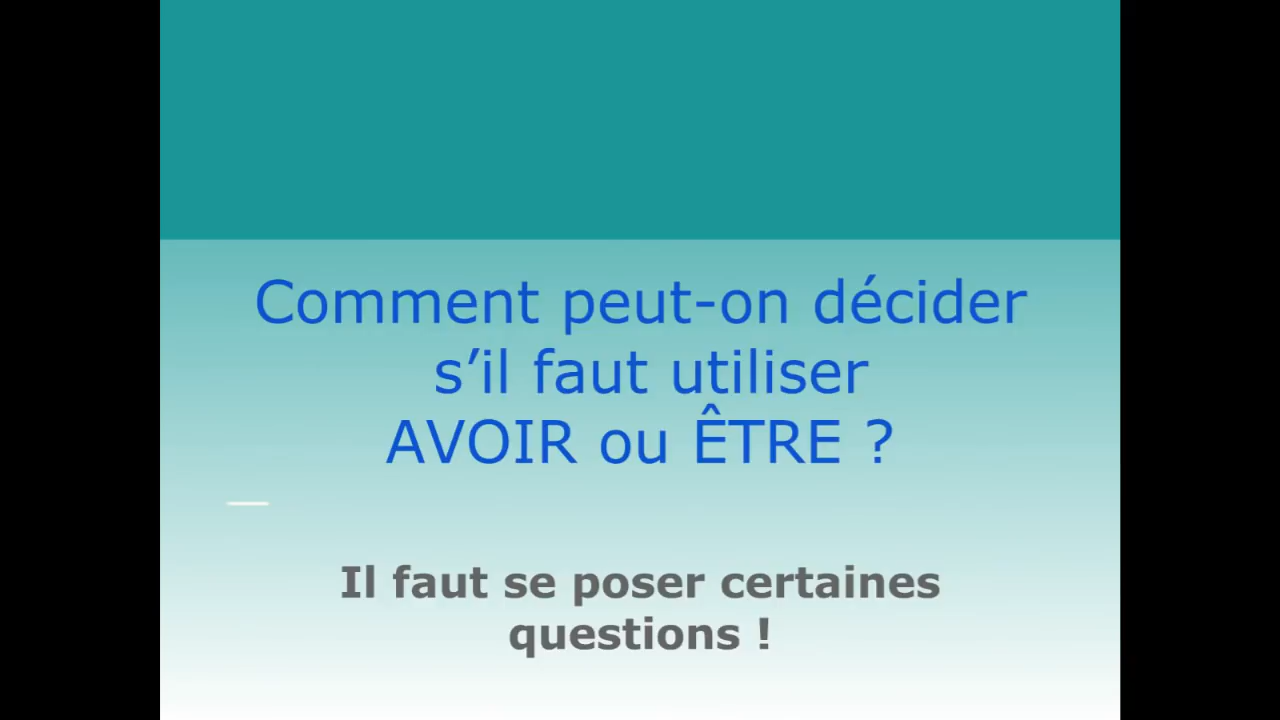 Comment peut-on décider
s’il faut utiliser
AVOIR ou ÊTRE ?
Il faut se poser certaines
questions !